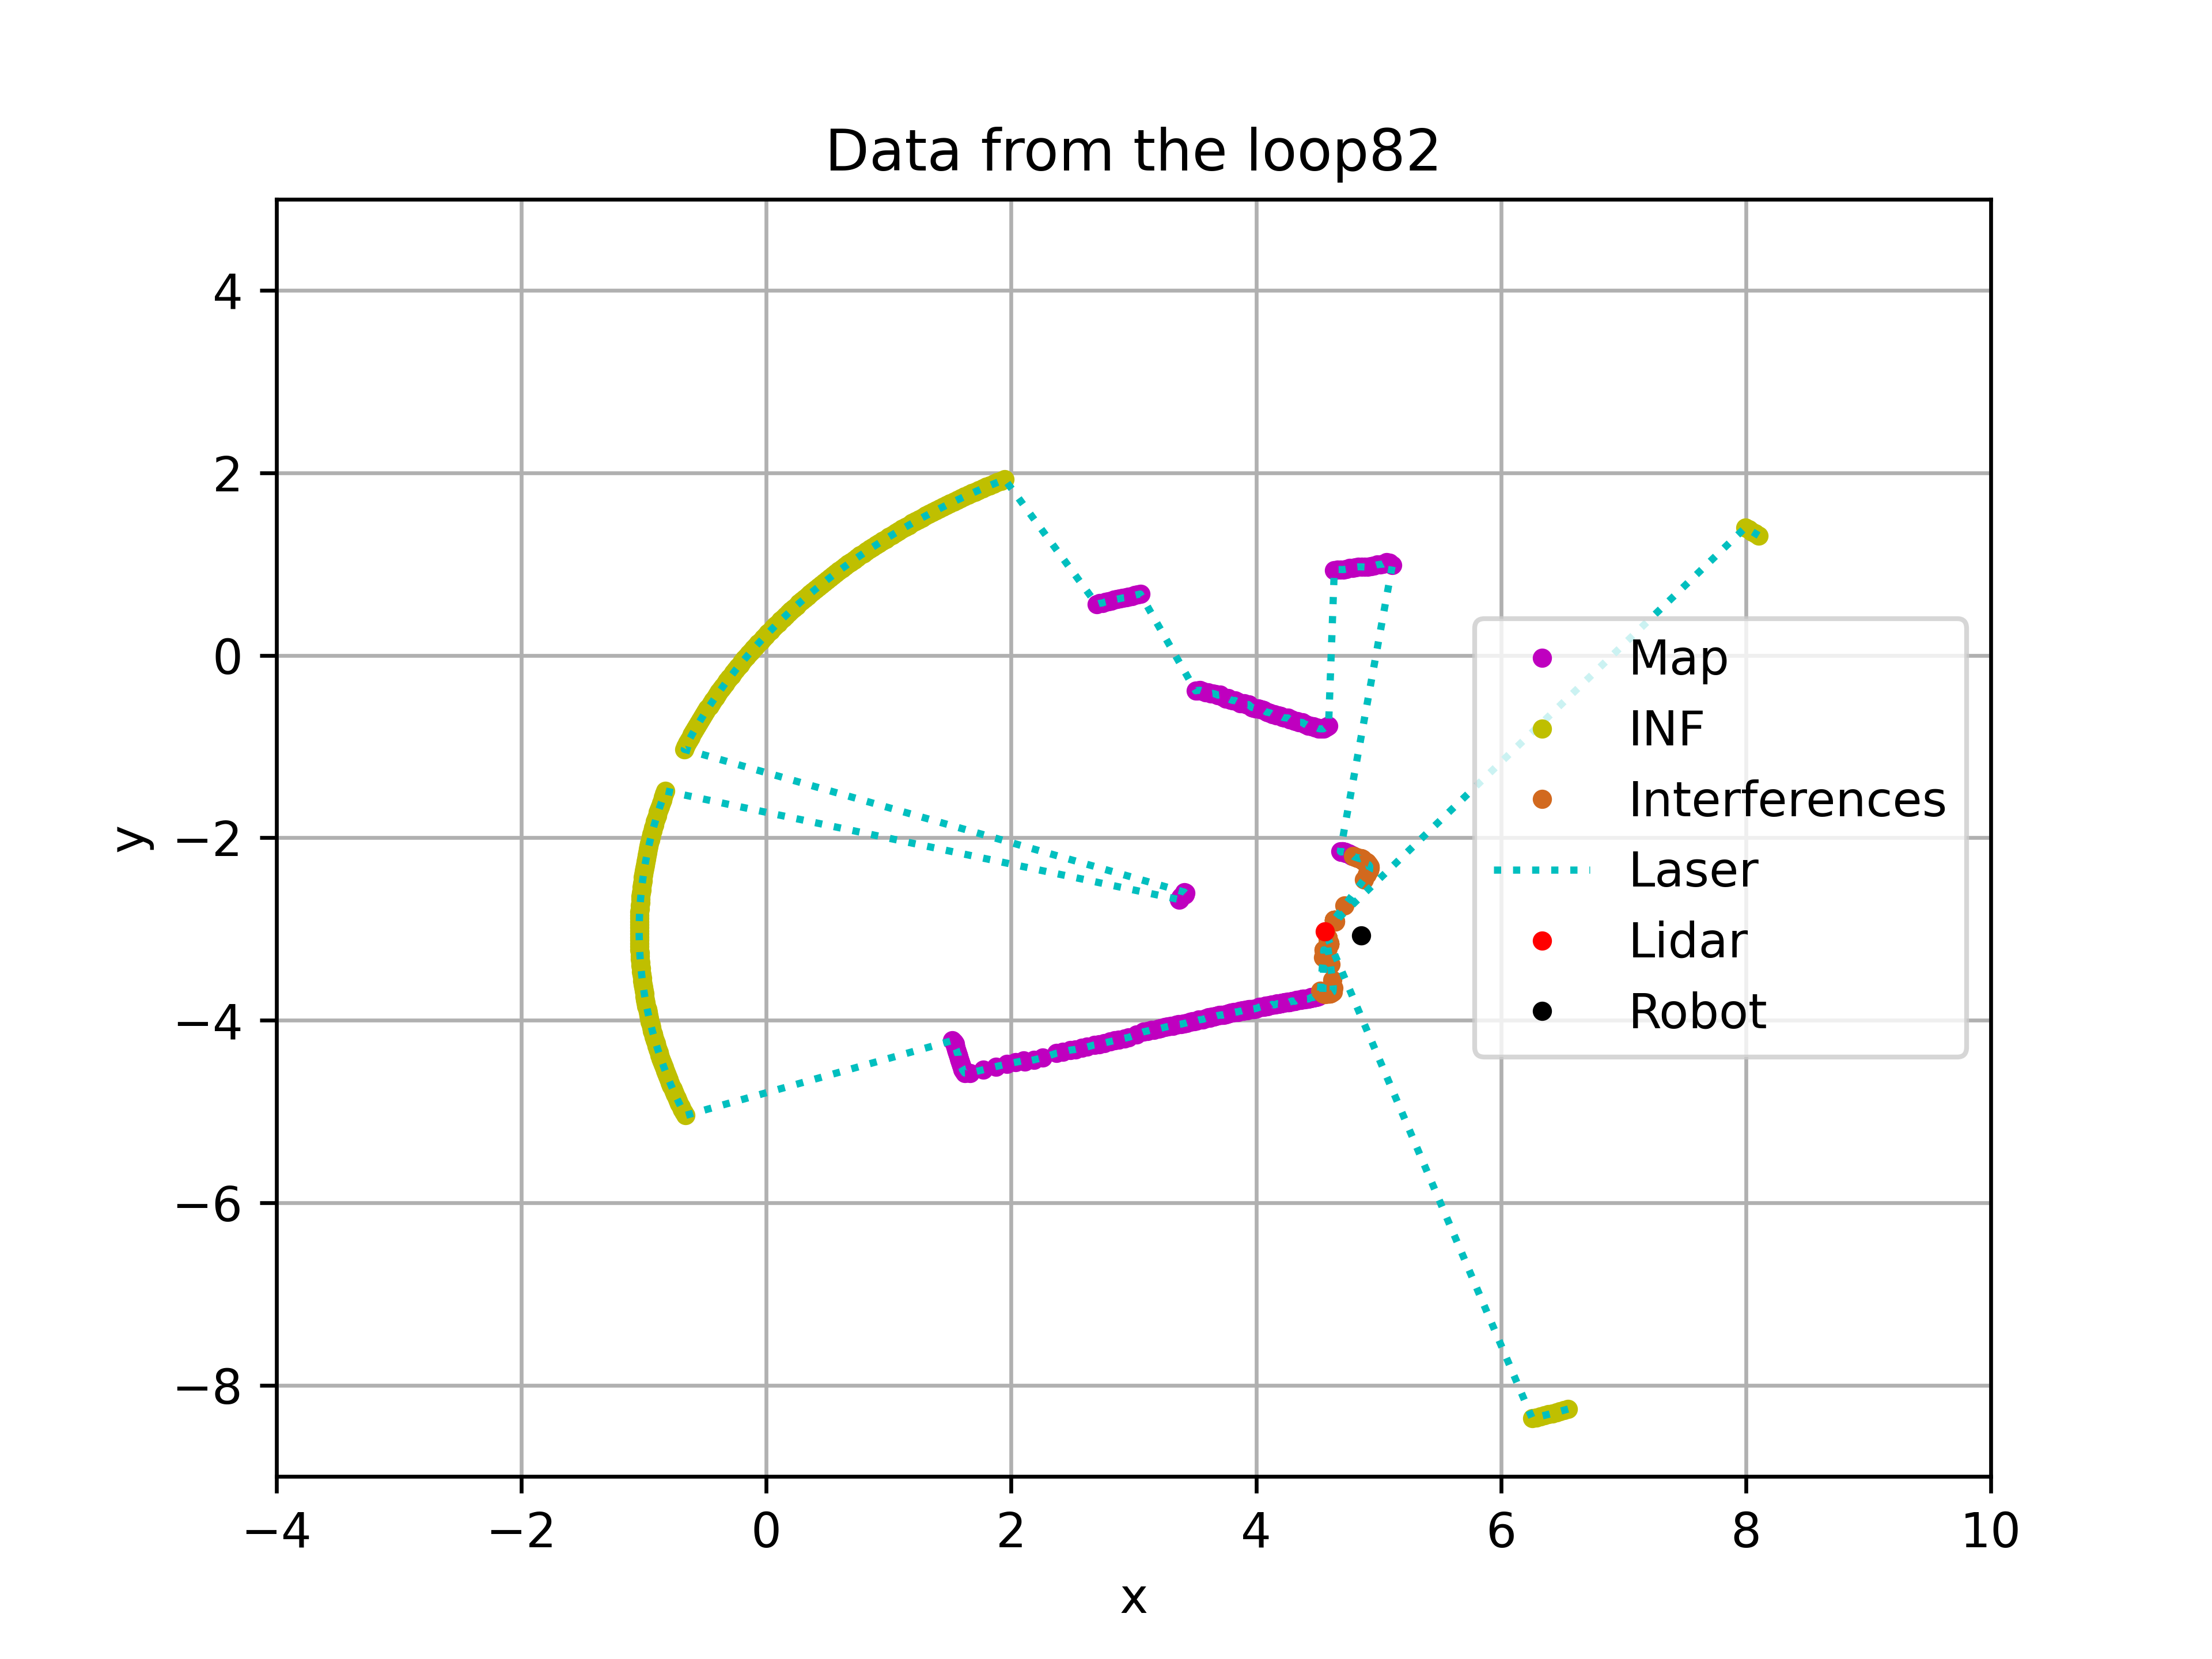 Data from the loop82
4
2
0
−2
−4
−6
−8
y
−4
−2
0
2
4
6
8
10
x
Map
INF
Interferences
Laser
Lidar
Robot